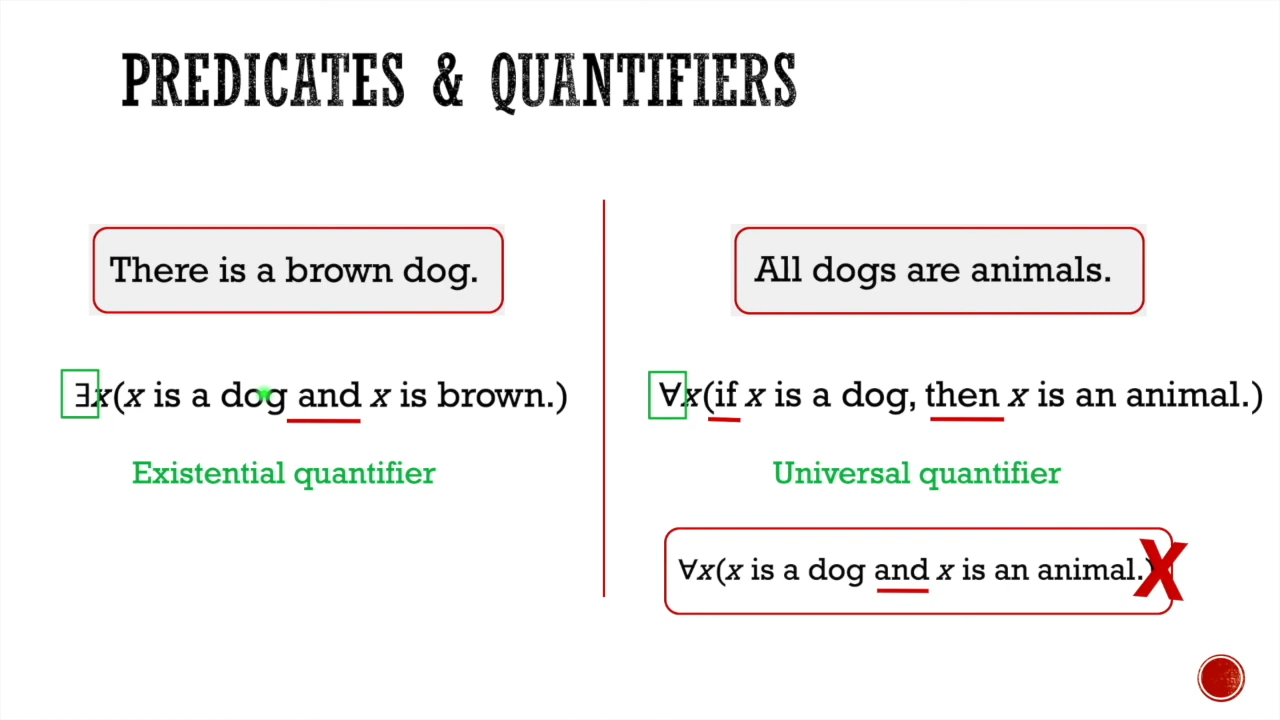 PREDICATES & QUANTIFIERS
There is a brown dog.
∃x(x is a dog and x is brown.)
Existential quantifier
All dogs are animals.
∀x(if x is a dog, then x is an animal.)
Universal quantifier
∀x(x is a dog and x is an animal.)
X